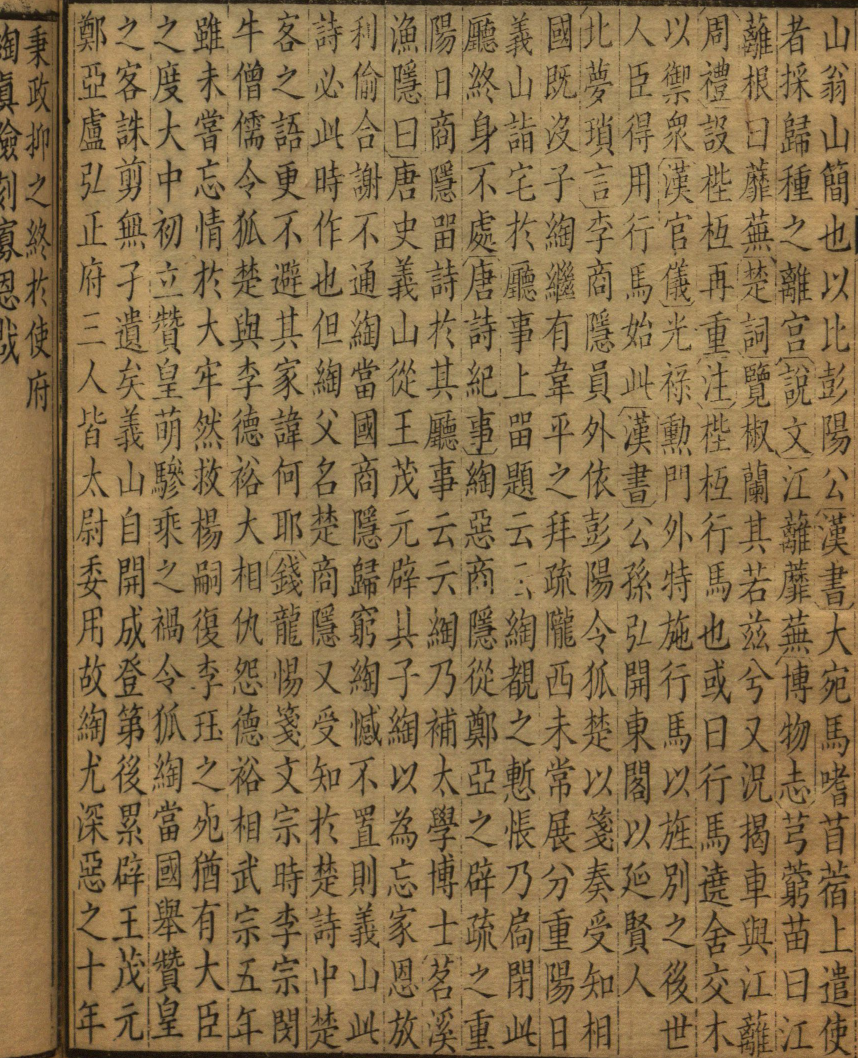 山翁山簡也以比彭陽公漢書大宛馬嗜苜蓿上遣使
者採歸種之離宮說文江蘺蘼蕪博物志芎藭苗曰江
蘺根曰蘼蕪楚詞覽椒蘭其若茲兮又況揭車與江蘺
周禮設梐枑再重注梐枑行馬也或曰行馬遶舍交木
以禦衆漢官儀光祿勳門外特施行馬以旌別之後世
人臣得用行馬始此漢書公孫弘開東閣以延賢人
北夢瑣言李商隱員外依彭陽令狐楚以箋奏受知相
國既沒子綯繼有韋平之拜疏隴西未常展分重陽日
義山詣宅於廳事上畱題云云綯覩之慙悵乃扃閉此
廳終身不處唐詩紀事綯惡商隱從鄭亞之辟疏之重
陽日商隱畱詩於其廳事云云綯乃補太學博士苕溪
漁隱曰唐史義山從王茂元辟其子綯以為忘家恩放
利偷合謝不通綯當國商隱歸窮綯憾不置則義山此
詩必此時作也但綯父名楚商隱又受知於楚詩中楚
客之語更不避其家諱何耶錢龍惕箋文宗時李宗閔
牛僧儒令狐楚與李德裕大相仇怨德裕相武宗五年
雖未嘗忘情於大牢然救楊嗣復李珏之死猶有大臣
之度大中初立贊皇萌驂乘之禍令狐綯當國舉贊皇
之客誅剪無孑遺矣義山自開成登第後累辟王茂元
鄭亞盧弘正府三人皆太尉委用故綯尤深惡之十年
秉政抑之終於使府
綯真險刻寡恩哉